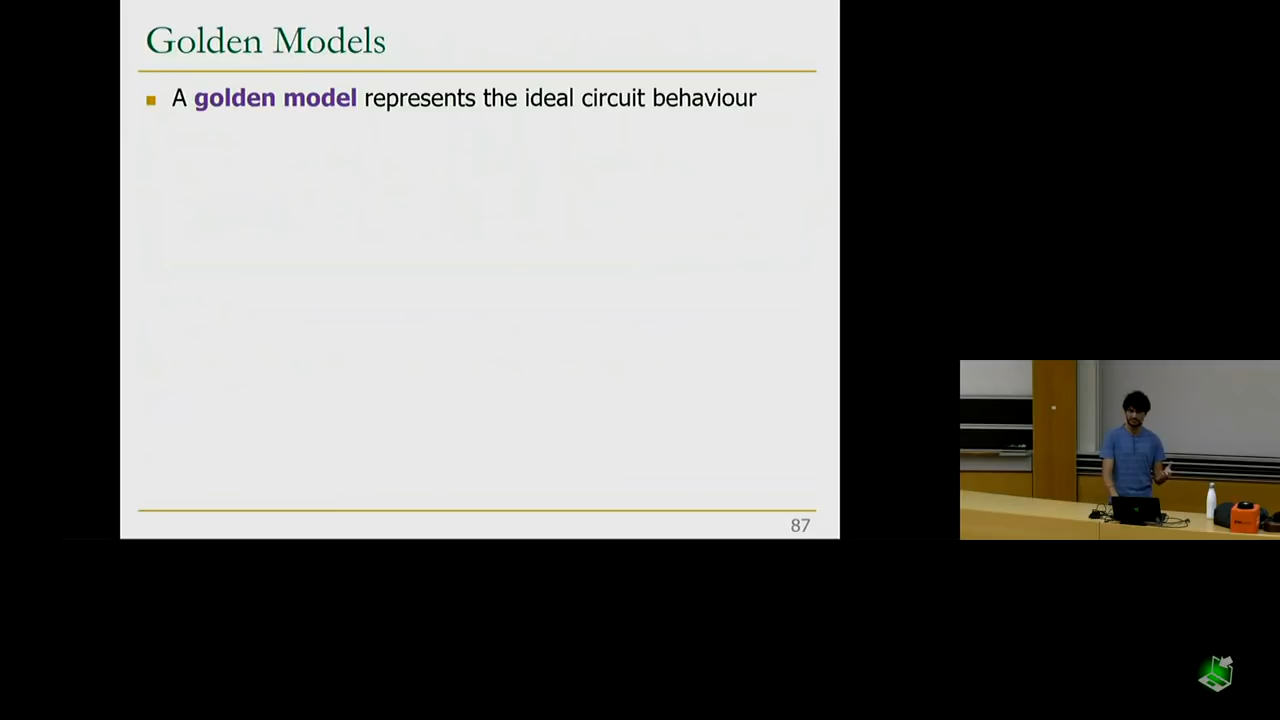 Golden Models
A golden model represents the ideal circuit behaviour
87